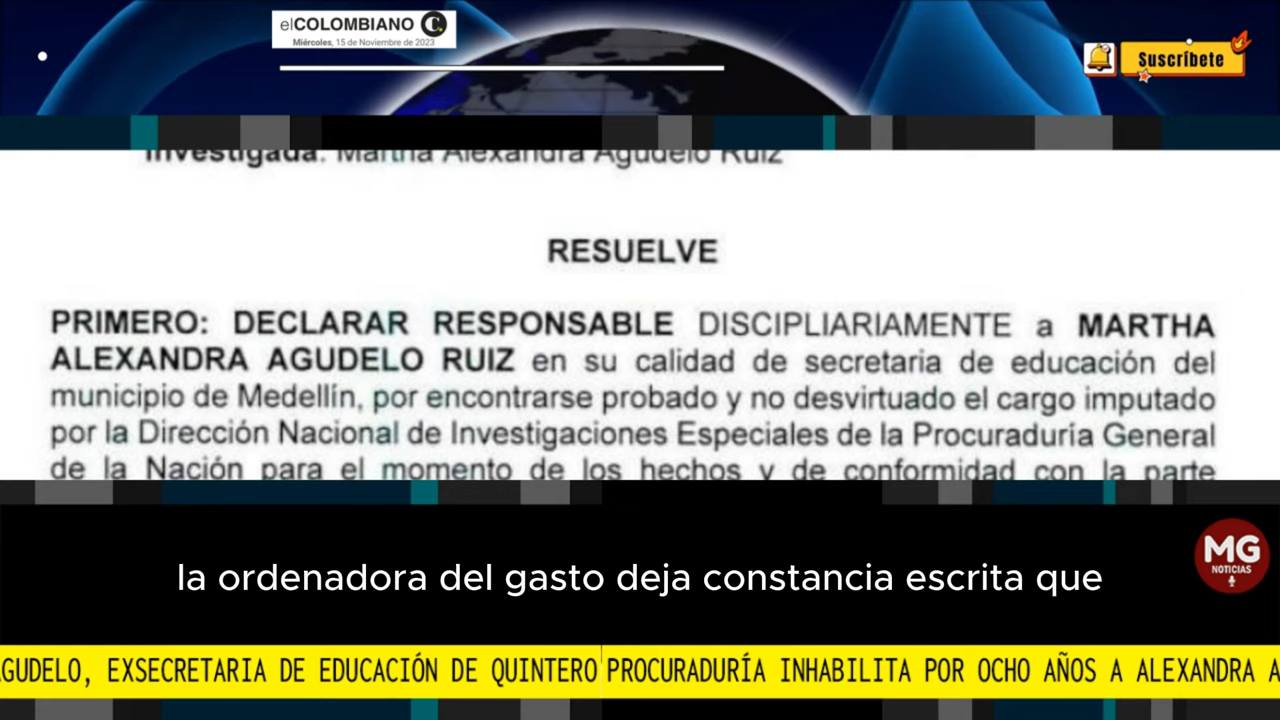 elCOLOMBIANO
Miércoles, 15 de Noviembre de 2023
Suscríbete
Investigada: Martha Alexandra Agudelo Ruiz
RESUELVE
PRIMERO: DECLARAR RESPONSABLE DISCIPLIARIAMENTE a MARTHA
ALEXANDRA AGUDELO RUIZ en su calidad de secretaria de educación del
municipio de Medellín, por encontrarse probado y no desvirtuado el cargo imputado
por la Dirección Nacional de Investigaciones Especiales de la Procuraduría General
de la Nación para el momento de los hechos y de conformidad con la parte
MG
NOTICIAS
la ordenadora del gasto deja constancia escrita que
GUDELO, EXSECRETARIA DE EDUCACIÓN DE QUINTERO PROCURADURÍA INHABILITA POR OCHO AÑOS A ALEXANDRA A